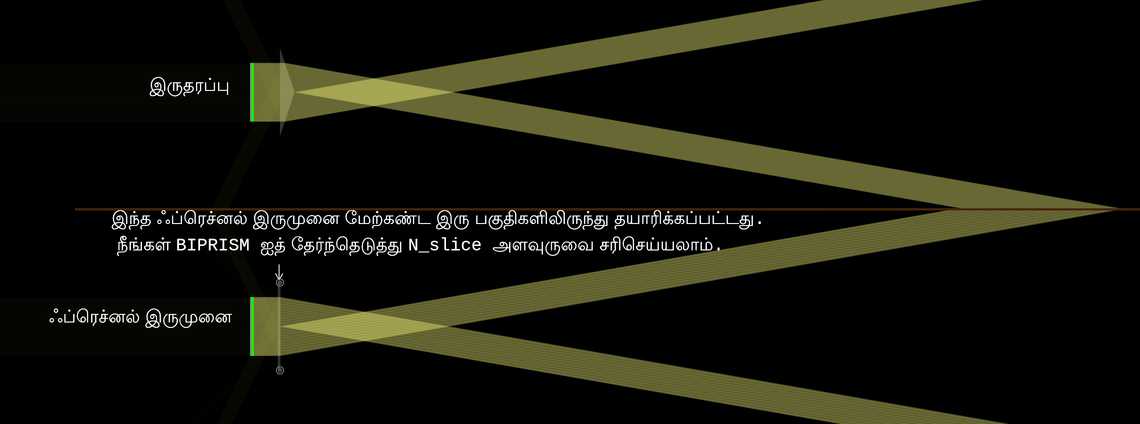 இருதரப்பு
இந்த ஃப்ரெச்னல் இருமுனை மேற்கண்ட இரு பகுதிகளிலிருந்து தயாரிக்கப்பட்டது.
நீங்கள் BIPRISM ஐத் தேர்ந்தெடுத்து N_slice அளவுருவை சரிசெய்யலாம்.
ஃப்ரெச்னல் இருமுனை